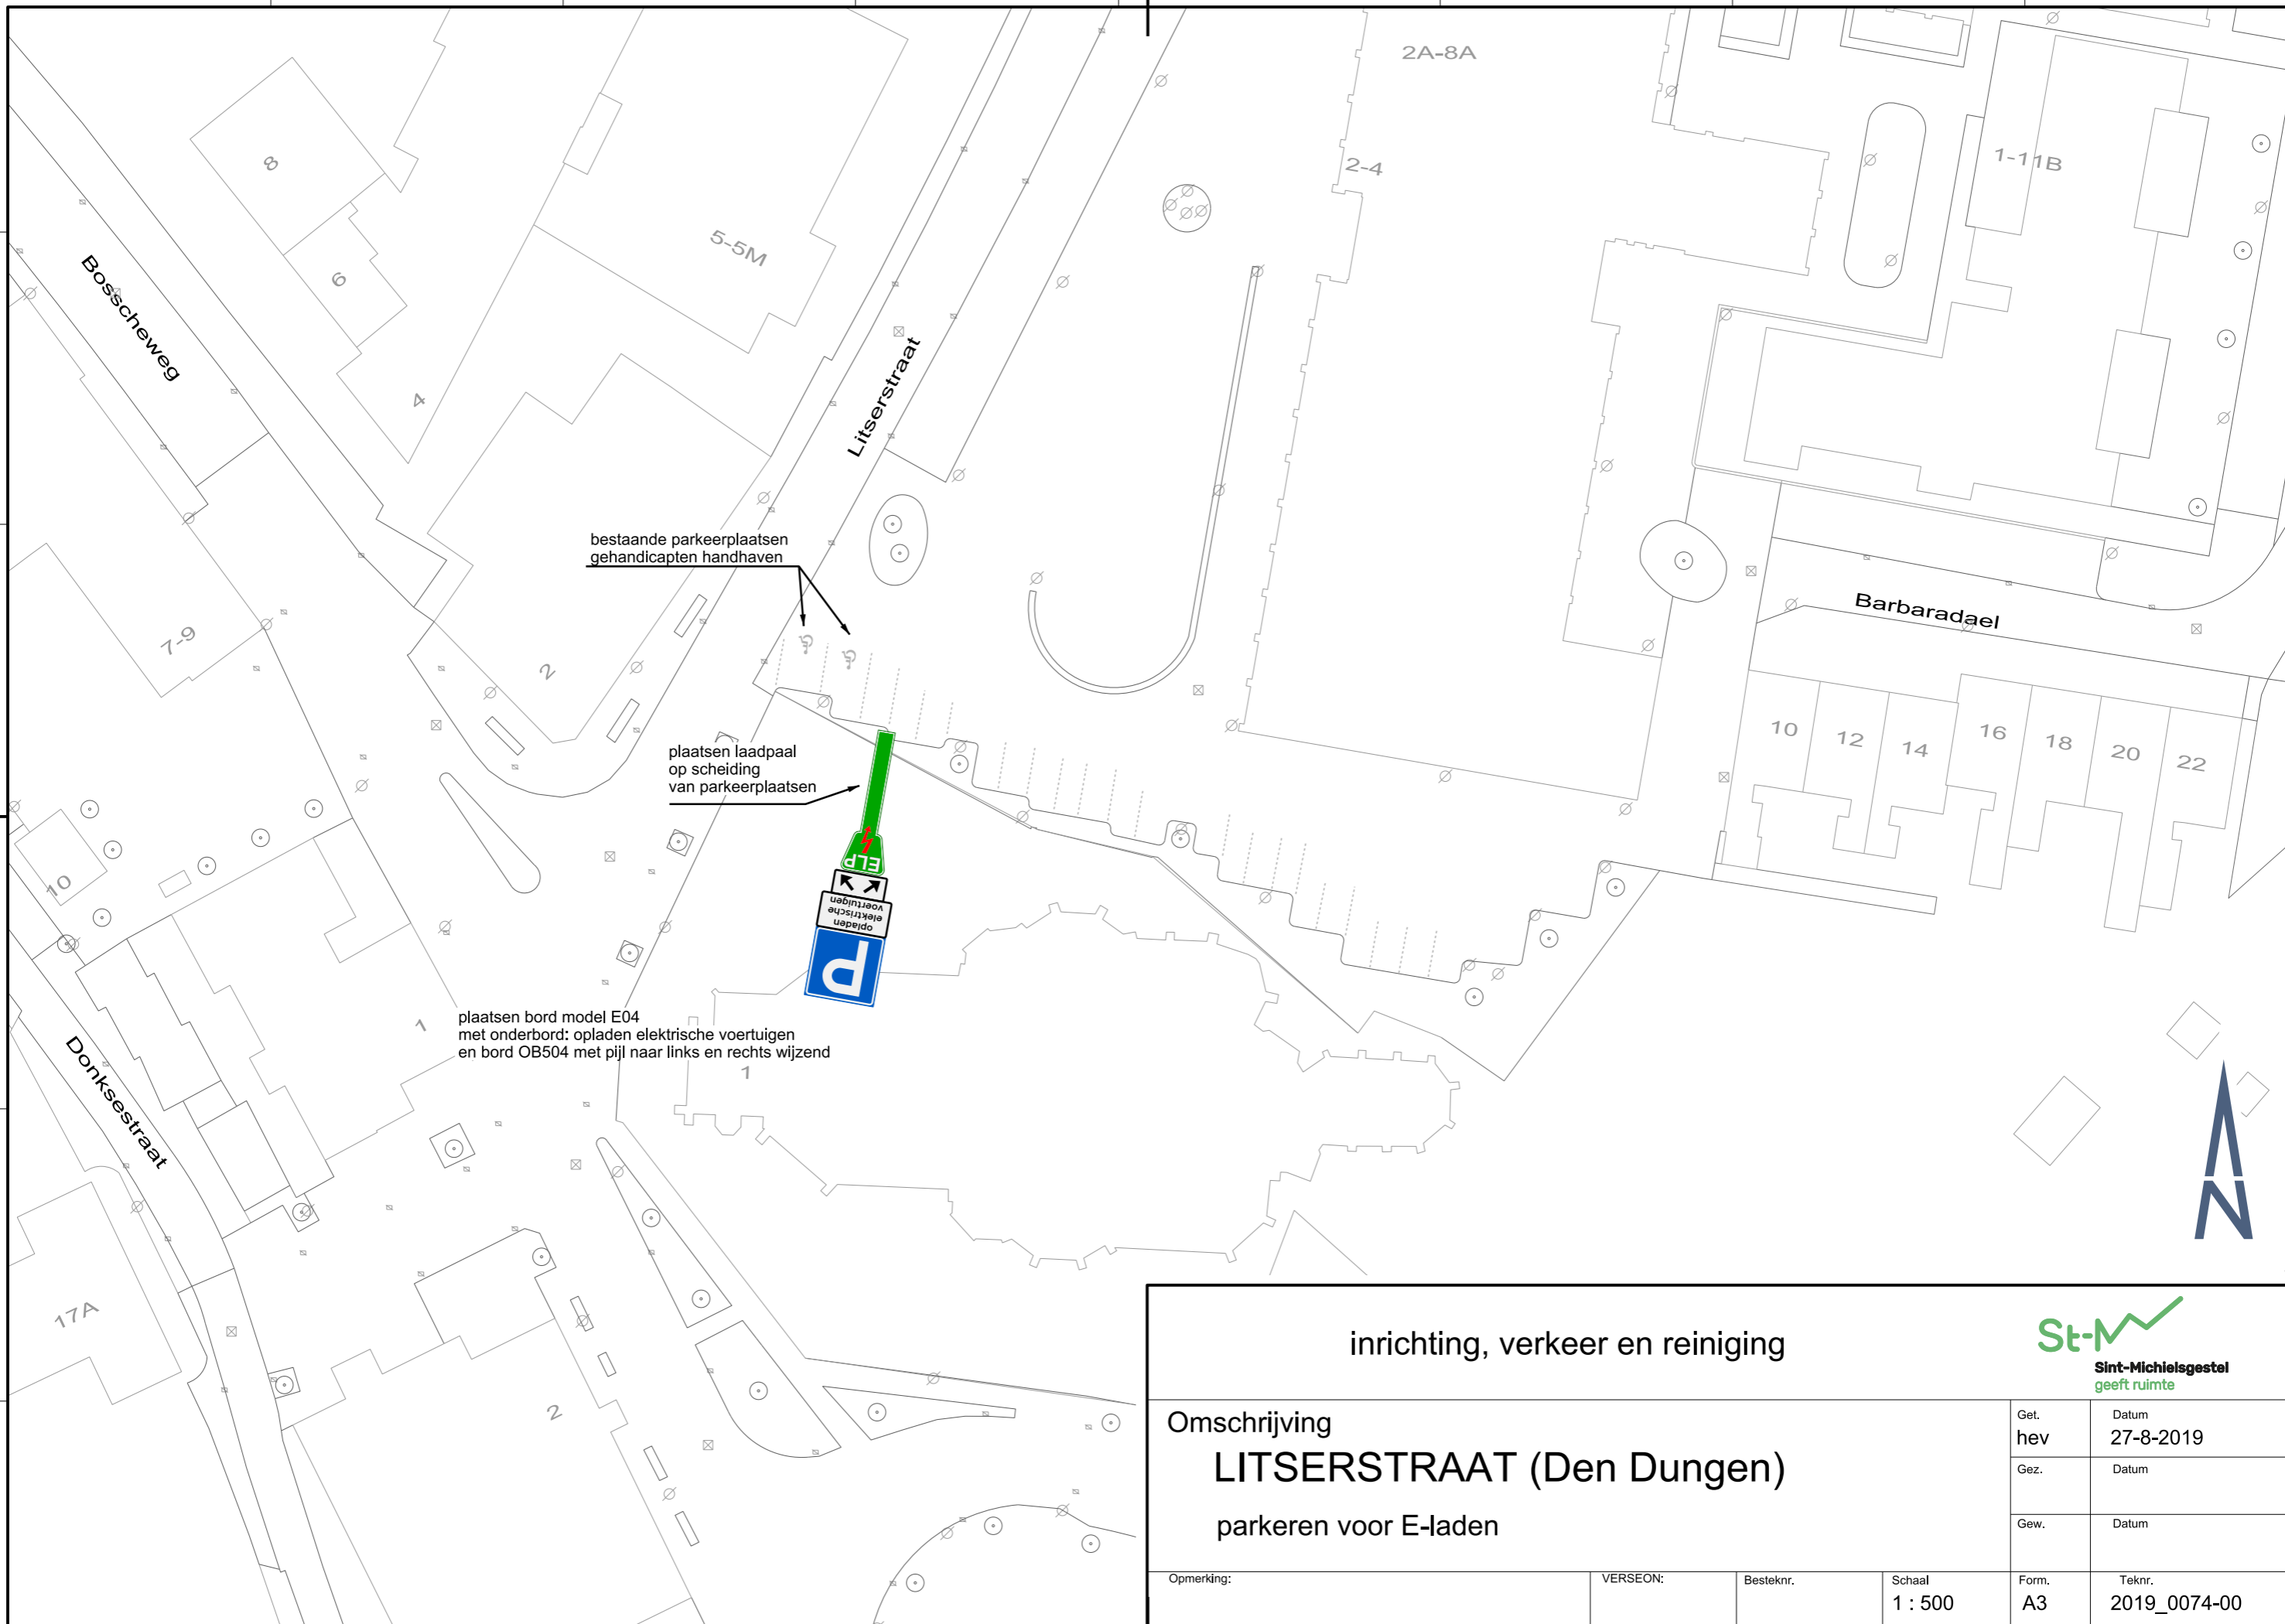 2A-8A
2-4
1-11B
8
6
4
5-5M
Bosscheweg
Litserstraat
bestaande parkeerplaatsen
gehandicapten handhaven
7-9
2
Barbaradael
10
12
14
16
18
20
22
plaatsen laadpaal
op scheiding
van parkeerplaatsen
ELP
opladen
elektrische
voertuigen
P
10
1
plaatsen bord model E04
met onderbord: opladen elektrische voertuigen
en bord OB504 met pijl naar links en rechts wijzend
1
Donksestraat
17A
2
N
inrichting, verkeer en reiniging
St-M
Sint-Michielsgestel
geeft ruimte
Omschrijving
LITSERSTRAAT (Den Dungen)
parkeren voor E-laden
Get.
hev
Datum
27-8-2019
Gez.
Datum
Gew.
Datum
Opmerking:
VERSEON:
Besteknr.
Schaal
1 : 500
Form.
A3
Teknr.
2019_0074-00